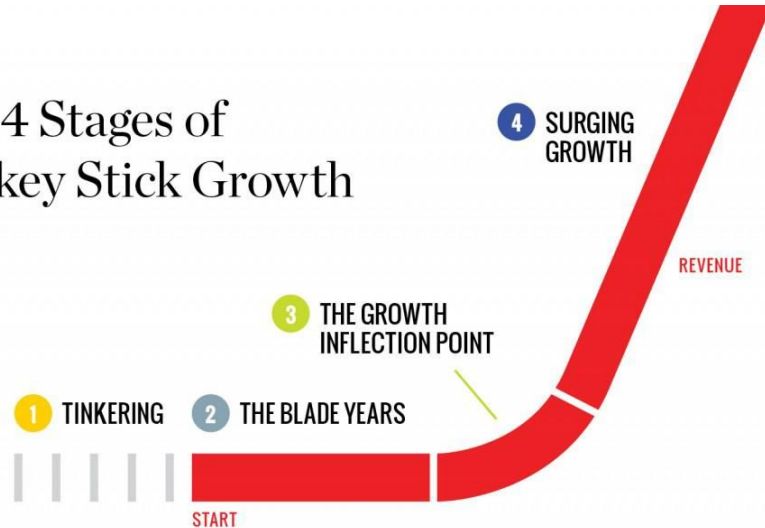 4 Stages of
key Stick Growth
4 SURGING
GROWTH
REVENUE
3 THE GROWTH
INFLECTION POINT
1 TINKERING
2 THE BLADE YEARS
START